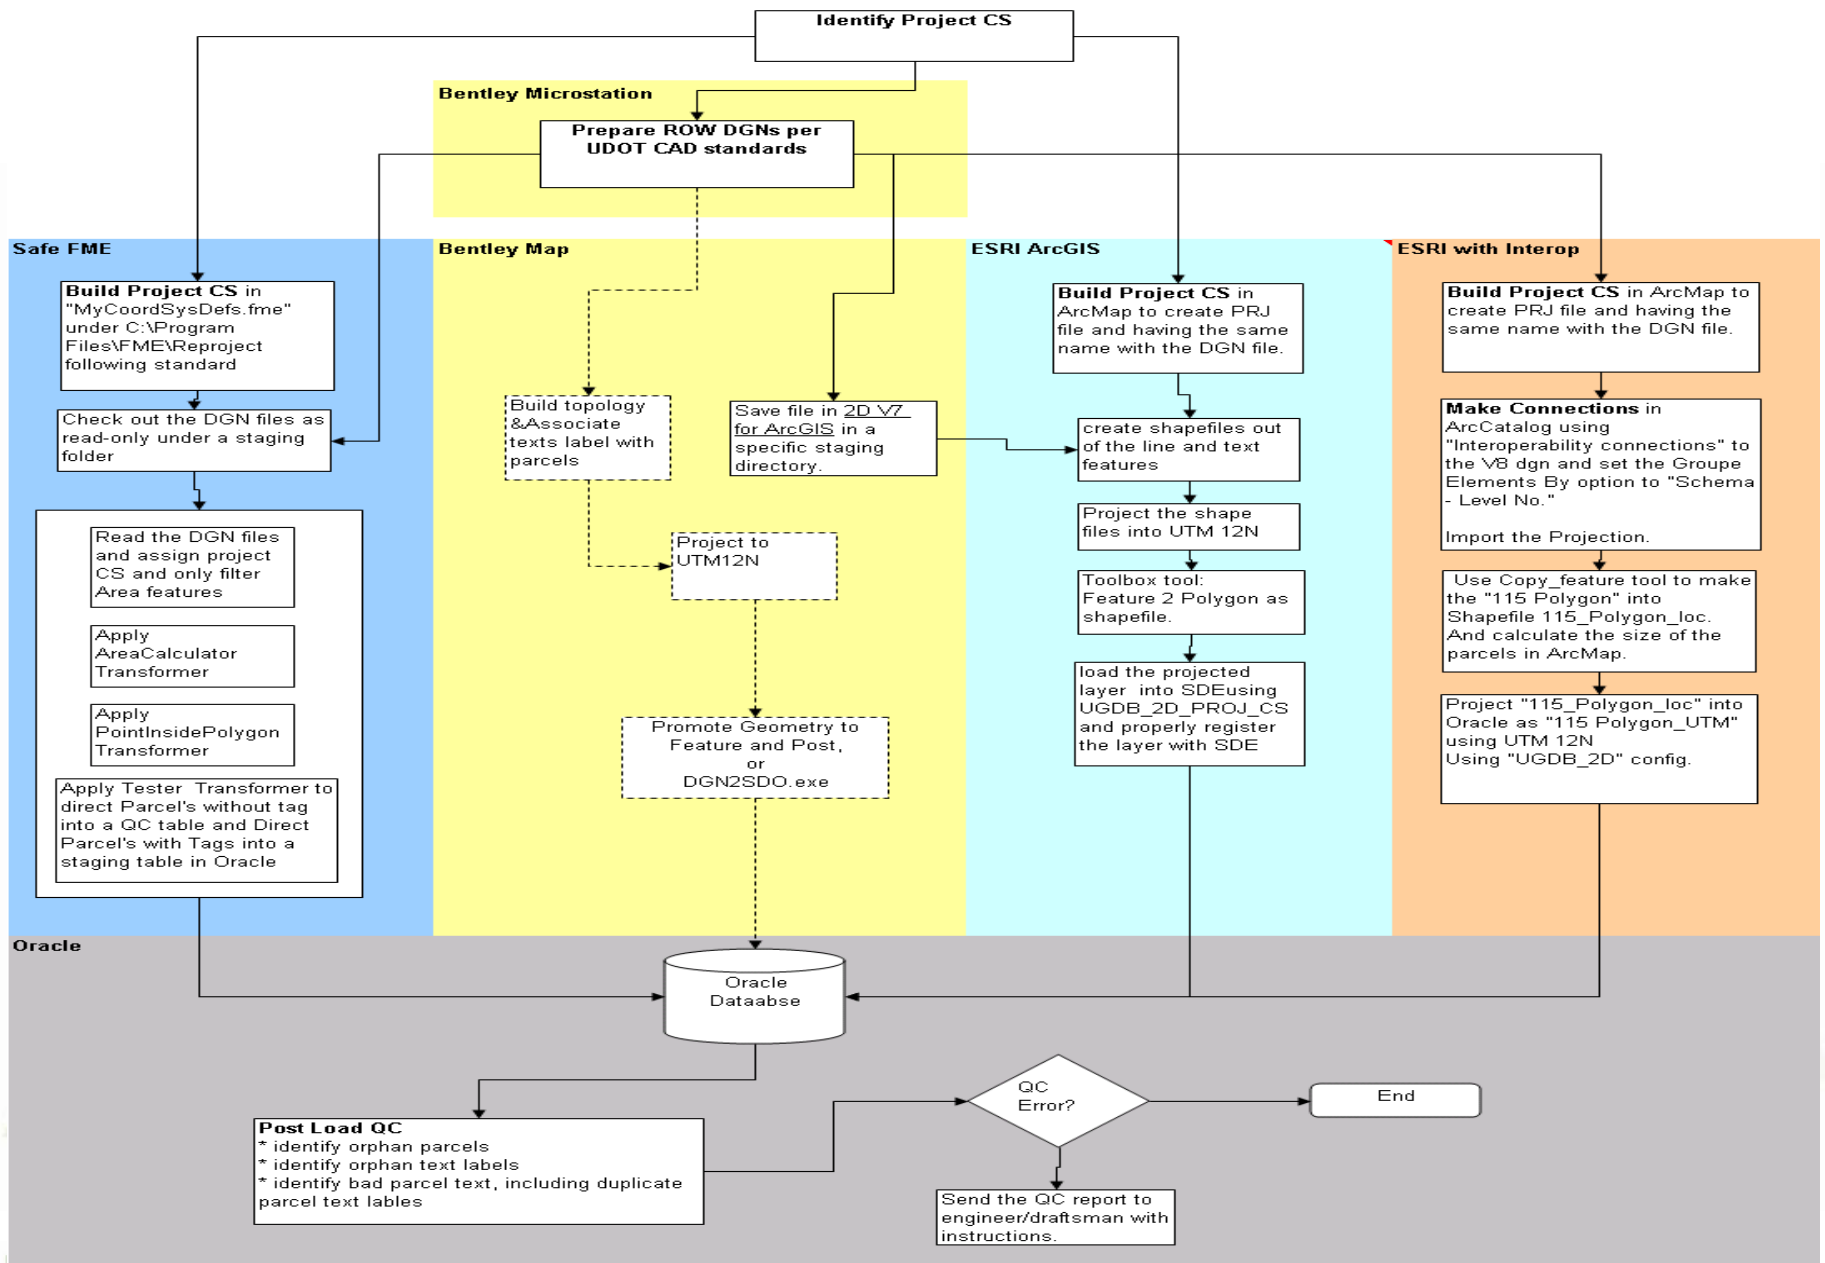 Identify Project CS
Bentley Microstation
Prepare ROW DGNs per
UDOT CAD standards
Safe FME
Build Project CS in
"MyCoordSysDefs.fme"
under C:\Program
Files\FME\Reproject
following standard
Check out the DGN files as
read-only under a staging
folder
Read the DGN files
and assign project
CS and only filter
Area features
Apply
AreaCalculator
Transformer
Apply
PointInsidePolygon
Transformer
Apply Tester Transformer to
direct Parcel's without tag
into a QC table and Direct
Parcel's with Tags into a
staging table in Oracle
Bentley Map
Build topology
&Associate
texts label with
parcels
Save file in 2D V7
for ArcGIS in a
specific staging
directory.
Project to
UTM12N
Promote Geometry to
Feature and Post,
or
DGN2SDO.exe
ESRI ArcGIS
Build Project CS in
ArcMap to create PRJ
file and having the same
name with the DGN file.
create shapefiles out
of the line and text
features
Project the shape
files into UTM 12N
Toolbox tool:
Feature 2 Polygon as
shapefile.
load the projected
layer into SDEusing
UGDB_2D_PROJ_CS
and properly register
the layer with SDE
ESRI with Interop
Build Project CS in ArcMap to
create PRJ file and having the
same name with the DGN file.
Make Connections in
ArcCatalog using
"Interoperability connections" to
the V8 dgn and set the Groupe
Elements By option to "Schema
- Level No."
Import the Projection.
Use Copy_feature tool to make
the "115 Polygon" into
Shapefile 115_Polygon_loc.
And calculate the size of the
parcels in ArcMap.
Project "115_Polygon_loc" into
Oracle as "115 Polygon_UTM"
using UTM 12N
Using "UGDB_2D" config.
Oracle
Oracle
Dataabse
Post Load QC
* identify orphan parcels
* identify orphan text labels
* identify bad parcel text, including duplicate
parcel text lables
QC
Error?
End
Send the QC report to
engineer/draftsman with
instructions.